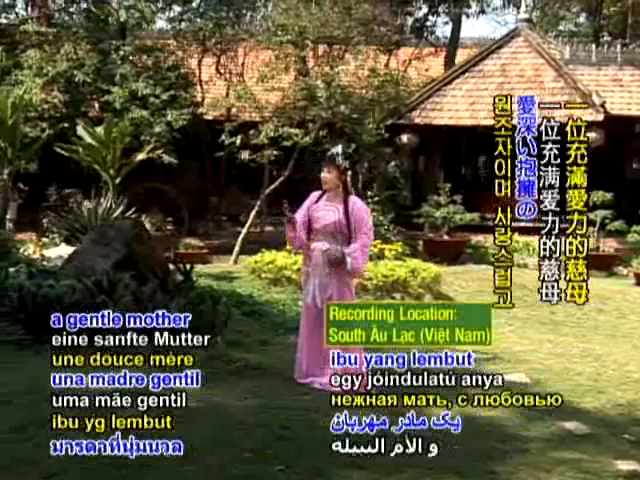 一位充滿愛力的慈母
一位充满爱力的慈母
愛深い抱擁の
원조자이며 사랑스럽고
Recording Location:
South Âu Lạc (Việt Nam)
a gentle mother
eine sanfte Mutter
une douce mère
una madre gentil
uma mãe gentil
ibu yg lembut
มารดาที่นุ่มนวล
ibu yang lembut
egy jóindulatú anya
нежная мать, с любовью
یک مادر مهربان
و الأم النبيلة